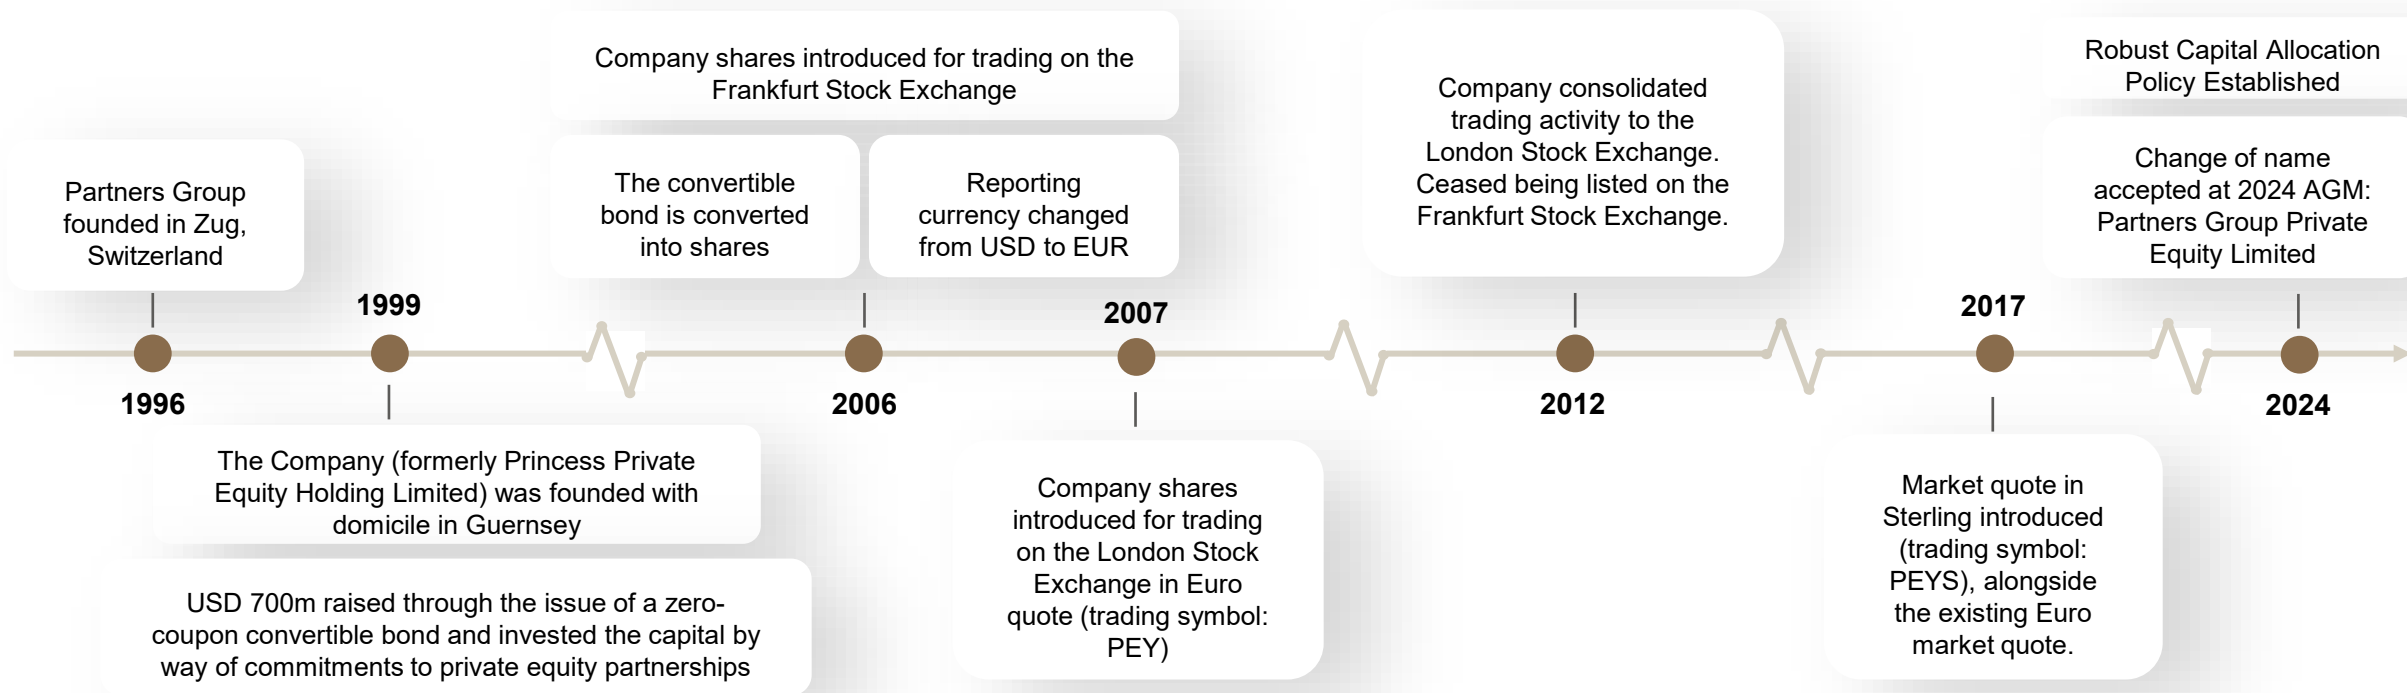 Partners Group
founded in Zug,
Switzerland
1996
1999
The Company (formerly Princess Private
Equity Holding Limited) was founded with
domicile in Guernsey
USD 700m raised through the issue of a zero-
coupon convertible bond and invested the capital by
way of commitments to private equity partnerships
Company shares introduced for trading on the
Frankfurt Stock Exchange
The convertible
bond is converted
into shares
Reporting
currency changed
from USD to EUR
2006
2007
Company shares
introduced for trading
on the London Stock
Exchange in Euro
quote (trading symbol:
PEY)
Company consolidated
trading activity to the
London Stock Exchange.
Ceased being listed on the
Frankfurt Stock Exchange.
2012
2017
Market quote in
Sterling introduced
(trading symbol:
PEYS), alongside
the existing Euro
market quote.
Robust Capital Allocation
Policy Established
Change of name
accepted at 2024 AGM:
Partners Group Private
Equity Limited
2024